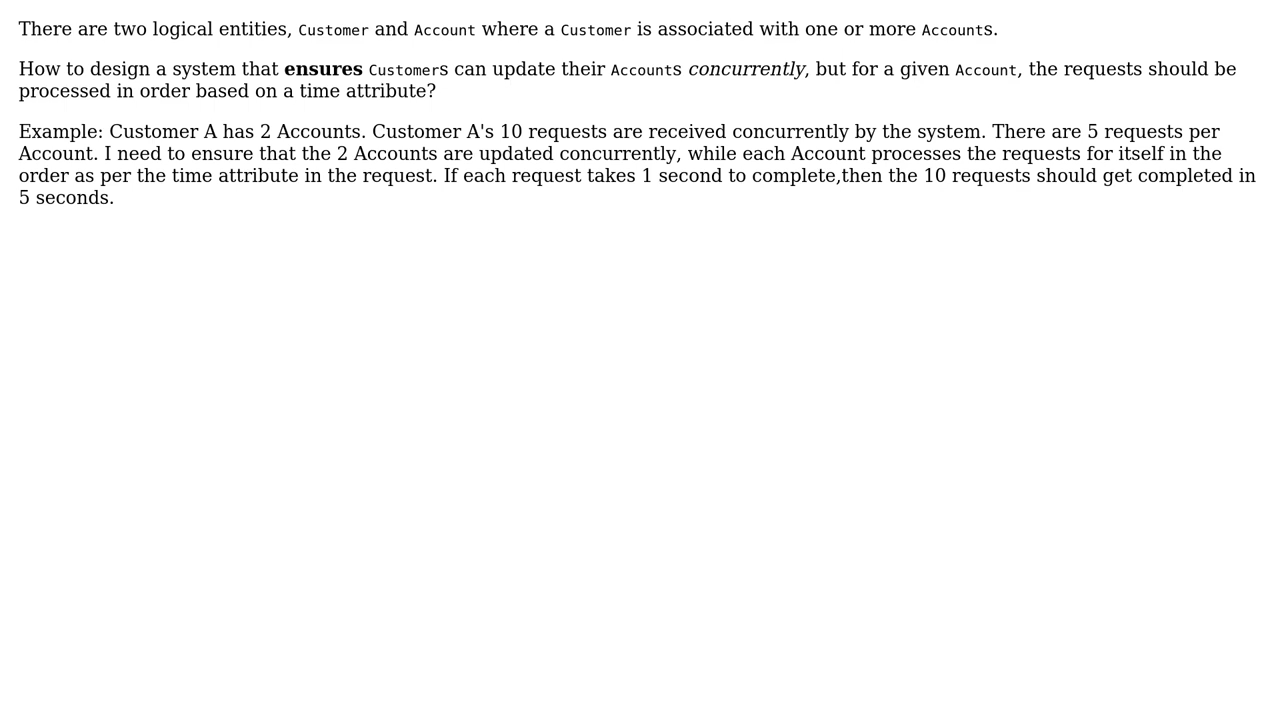 There are two logical entities, Customer and Account where a Customer is associated with one or more Accounts.
How to design a system that ensures Customers can update their Accounts concurrently, but for a given Account, the requests should be
processed in order based on a time attribute?
Example: Customer A has 2 Accounts. Customer A's 10 requests are received concurrently by the system. There are 5 requests per
Account. I need to ensure that the 2 Accounts are updated concurrently, while each Account processes the requests for itself in the
order as per the time attribute in the request. If each request takes 1 second to complete,then the 10 requests should get completed in
5 seconds.